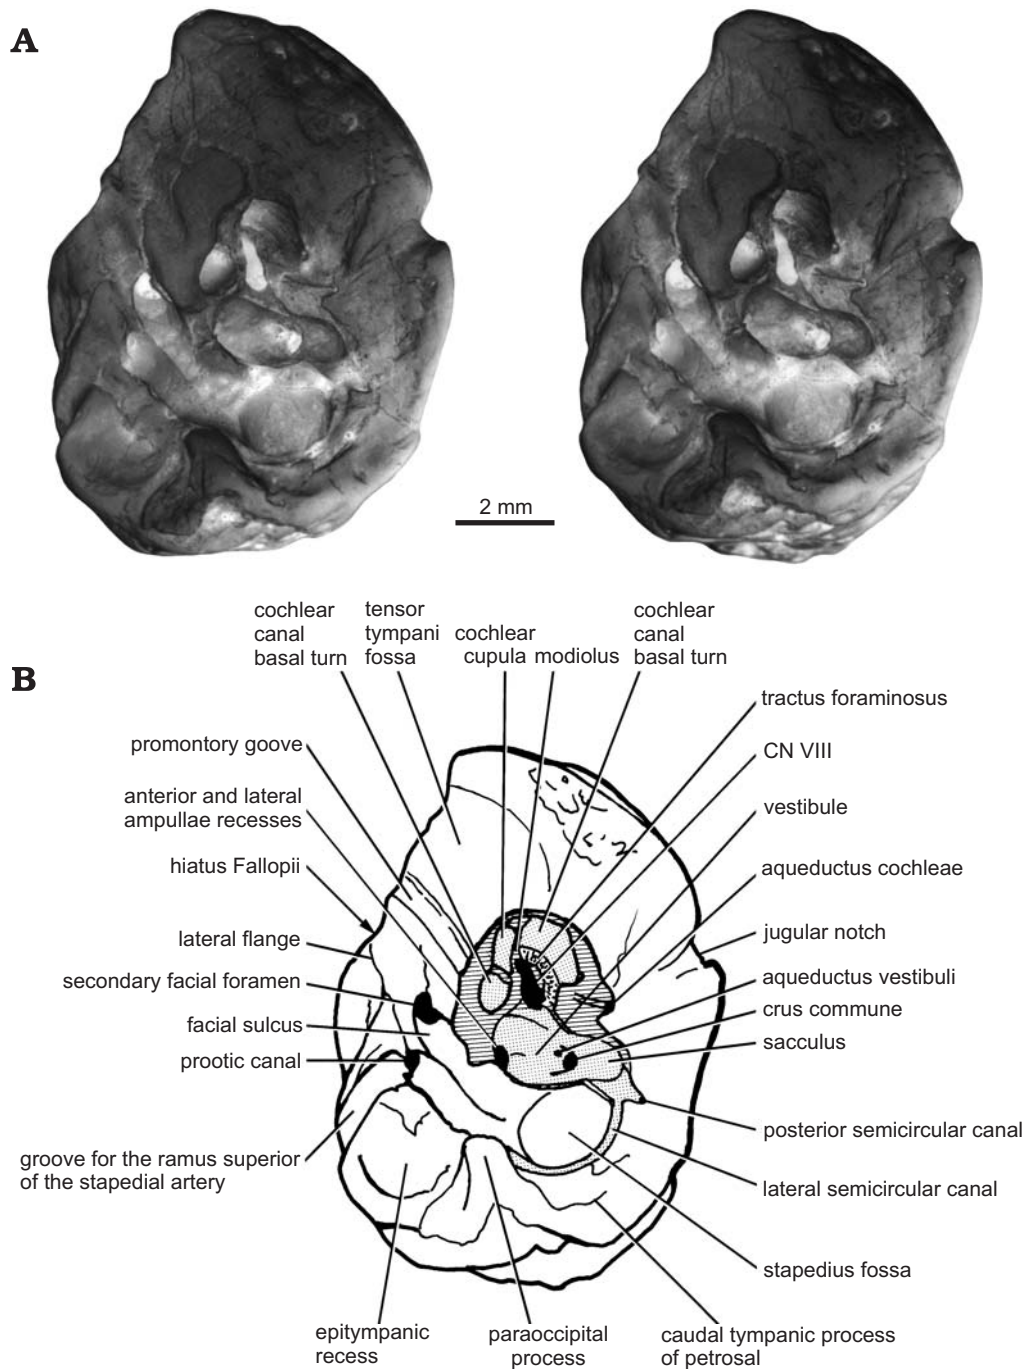 A
2 mm
cochlear
canal
basal turn
tensor
tympani
fossa
cochlear
cupula
modiolus
cochlear
canal
basal turn
B
tractus foraminosus
promontory goove
CN VIII
anterior and lateral
ampullae recesses
vestibule
hiatus Fallopii
aqueductus cochleae
lateral flange
jugular notch
secondary facial foramen
aqueductus vestibuli
facial sulcus
crus commune
prootic canal
sacculus
groove for the ramus superior
of the stapedial artery
posterior semicircular canal
lateral semicircular canal
stapedius fossa
epitympanic
recess
paraoccipital
process
caudal tympanic process
of petrosal